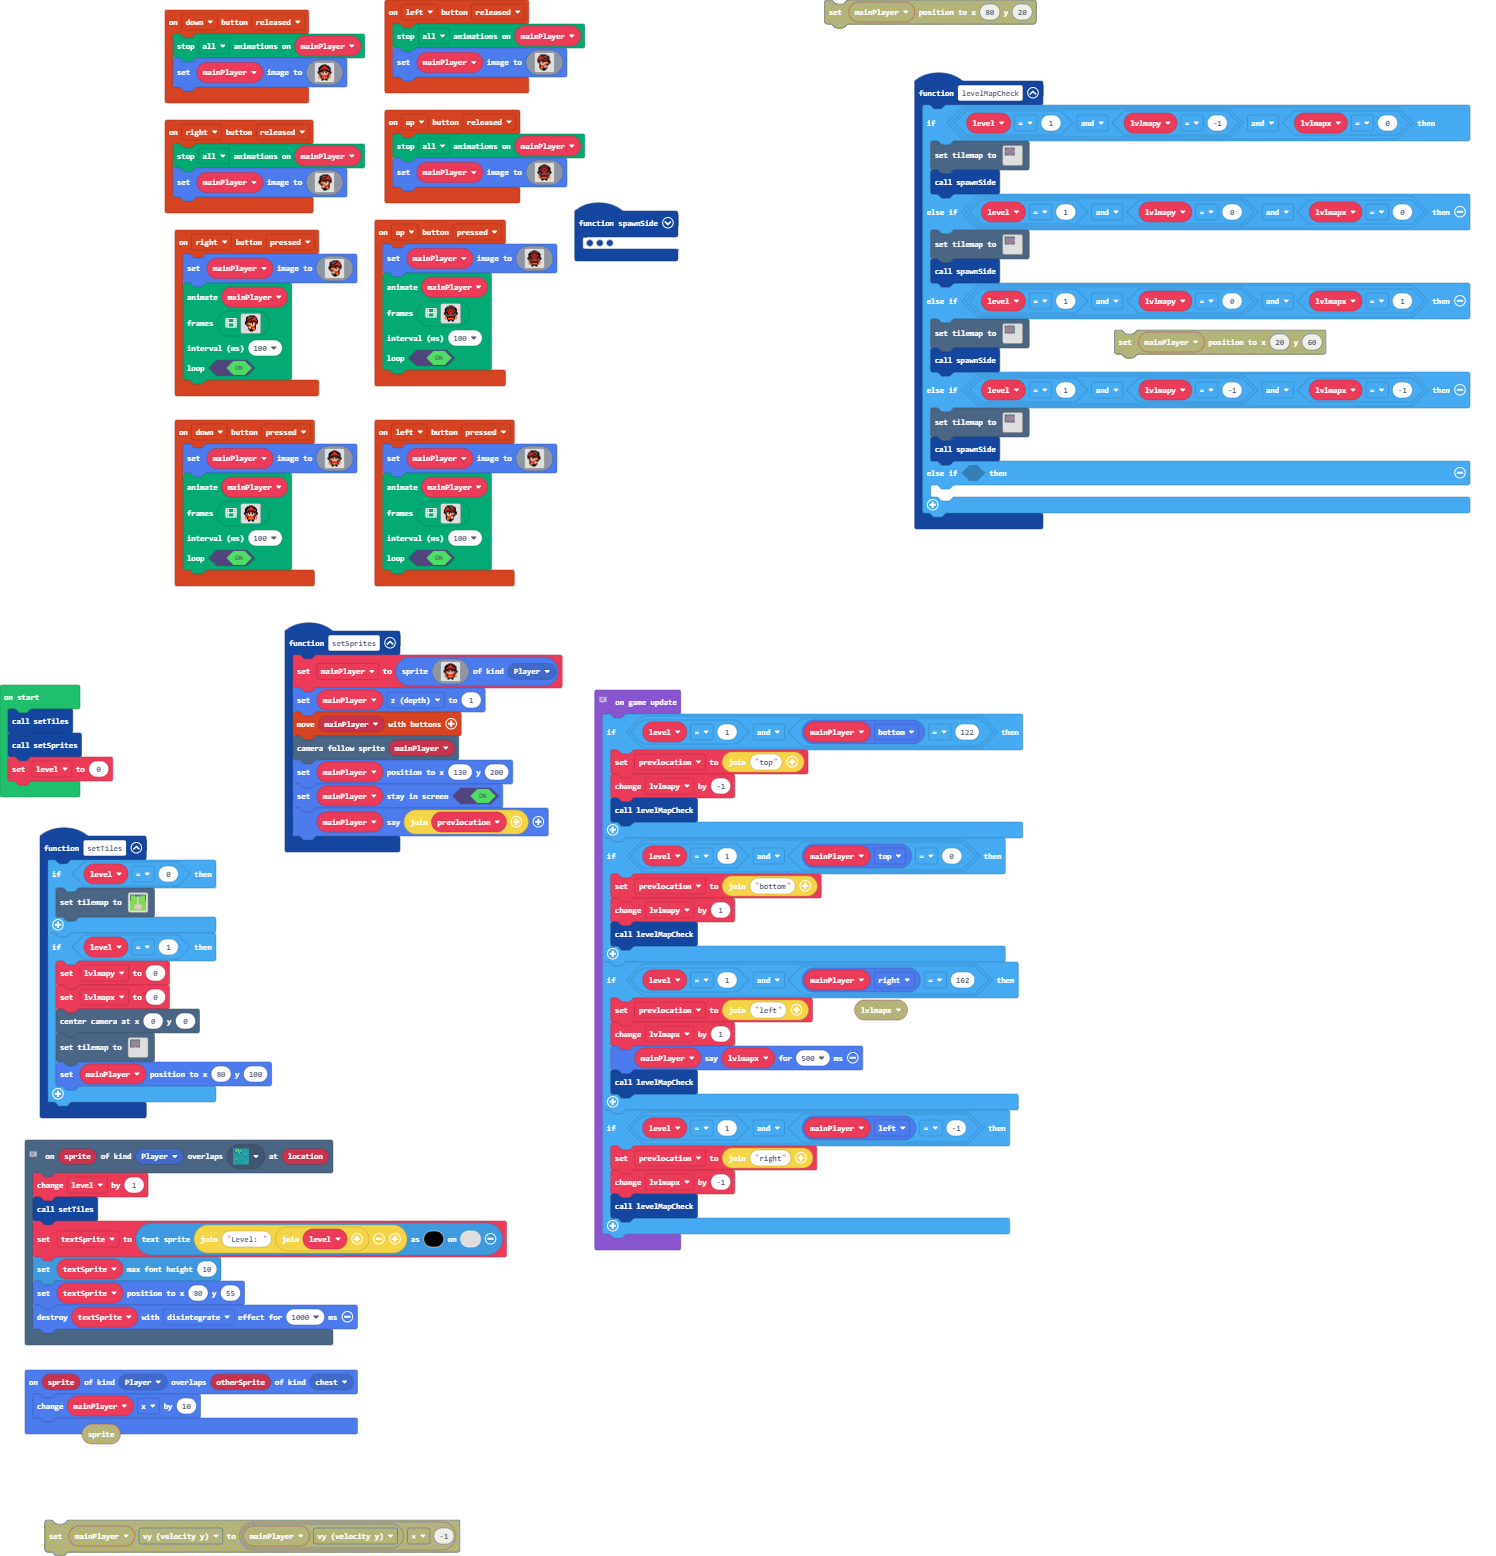 on down button released
stop all animations on mainPlayer
set mainPlayer image to
on left button released
stop all animations on mainPlayer
set mainPlayer image to
set mainPlayer position to x 80 y 20
on right button released
stop all animations on mainPlayer
set mainPlayer image to
on up button released
stop all animations on mainPlayer
set mainPlayer image to
on right button pressed
set mainPlayer image to
animate mainPlayer
frames
interval (ms) 100
loop ON
on up button pressed
set mainPlayer image to
animate mainPlayer
frames
interval (ms) 100
loop ON
function spawnSide
on down button pressed
set mainPlayer image to
animate mainPlayer
frames
interval (ms) 100
loop ON
on left button pressed
set mainPlayer image to
animate mainPlayer
frames
interval (ms) 100
loop ON
function levelMapCheck
if level = 1 and lvlmapy = -1 and lvlmapx = 0 then
set tilemap to
call spawnSide
else if level = 1 and lvlmapy = 0 and lvlmapx = 0 then
set tilemap to
call spawnSide
else if level = 1 and lvlmapy = 0 and lvlmapx = 1 then
set tilemap to
set mainPlayer position to x 20 y 60
call spawnSide
else if level = 1 and lvlmapy = -1 and lvlmapx = -1 then
set tilemap to
call spawnSide
else if then
on start
call setTiles
call setSprites
set level to 0
function setSprites
set mainPlayer to sprite of kind Player
set mainPlayer z (depth) to 1
move mainPlayer with buttons
camera follow sprite mainPlayer
set mainPlayer position to x 130 y 200
set mainPlayer stay in screen ON
mainPlayer say join prevlocation
function setTiles
if level = 0 then
set tilemap to
if level = 1 then
set lvlmapy to 0
set lvlmapx to 0
center camera at x 0 y 0
set tilemap to
set mainPlayer position to x 80 y 100
on game update
if level = 1 and mainPlayer bottom = 122 then
set prevlocation to join "top"
change lvlmapy by -1
call levelMapCheck
if level = 1 and mainPlayer top = 0 then
set prevlocation to join "bottom"
change lvlmapy by 1
call levelMapCheck
if level = 1 and mainPlayer right = 162 then
set prevlocation to join "left"
lvlmapx
change lvlmapx by 1
mainPlayer say lvlmapx for 500 ms
call levelMapCheck
if level = 1 and mainPlayer left = -1 then
set prevlocation to join "right"
change lvlmapx by -1
call levelMapCheck
on sprite of kind Player overlaps at location
change level by 1
call setTiles
set textSprite to text sprite join "Level: " join level as on
set textSprite max font height 10
set textSprite position to x 80 y 55
destroy textSprite with disintegrate effect for 1000 ms
on sprite of kind Player overlaps otherSprite of kind chest
change mainPlayer x by 10
sprite
set mainPlayer vy (velocity y) to mainPlayer vy (velocity y) × -1